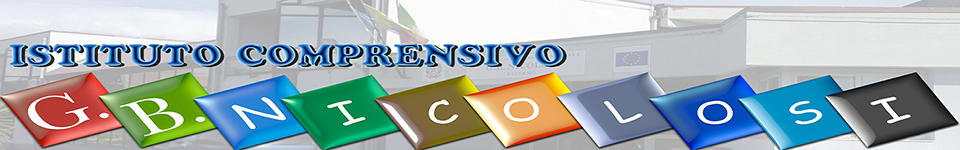 ISTITUTO COMPRENSIVO
G. B. NICOLOSI